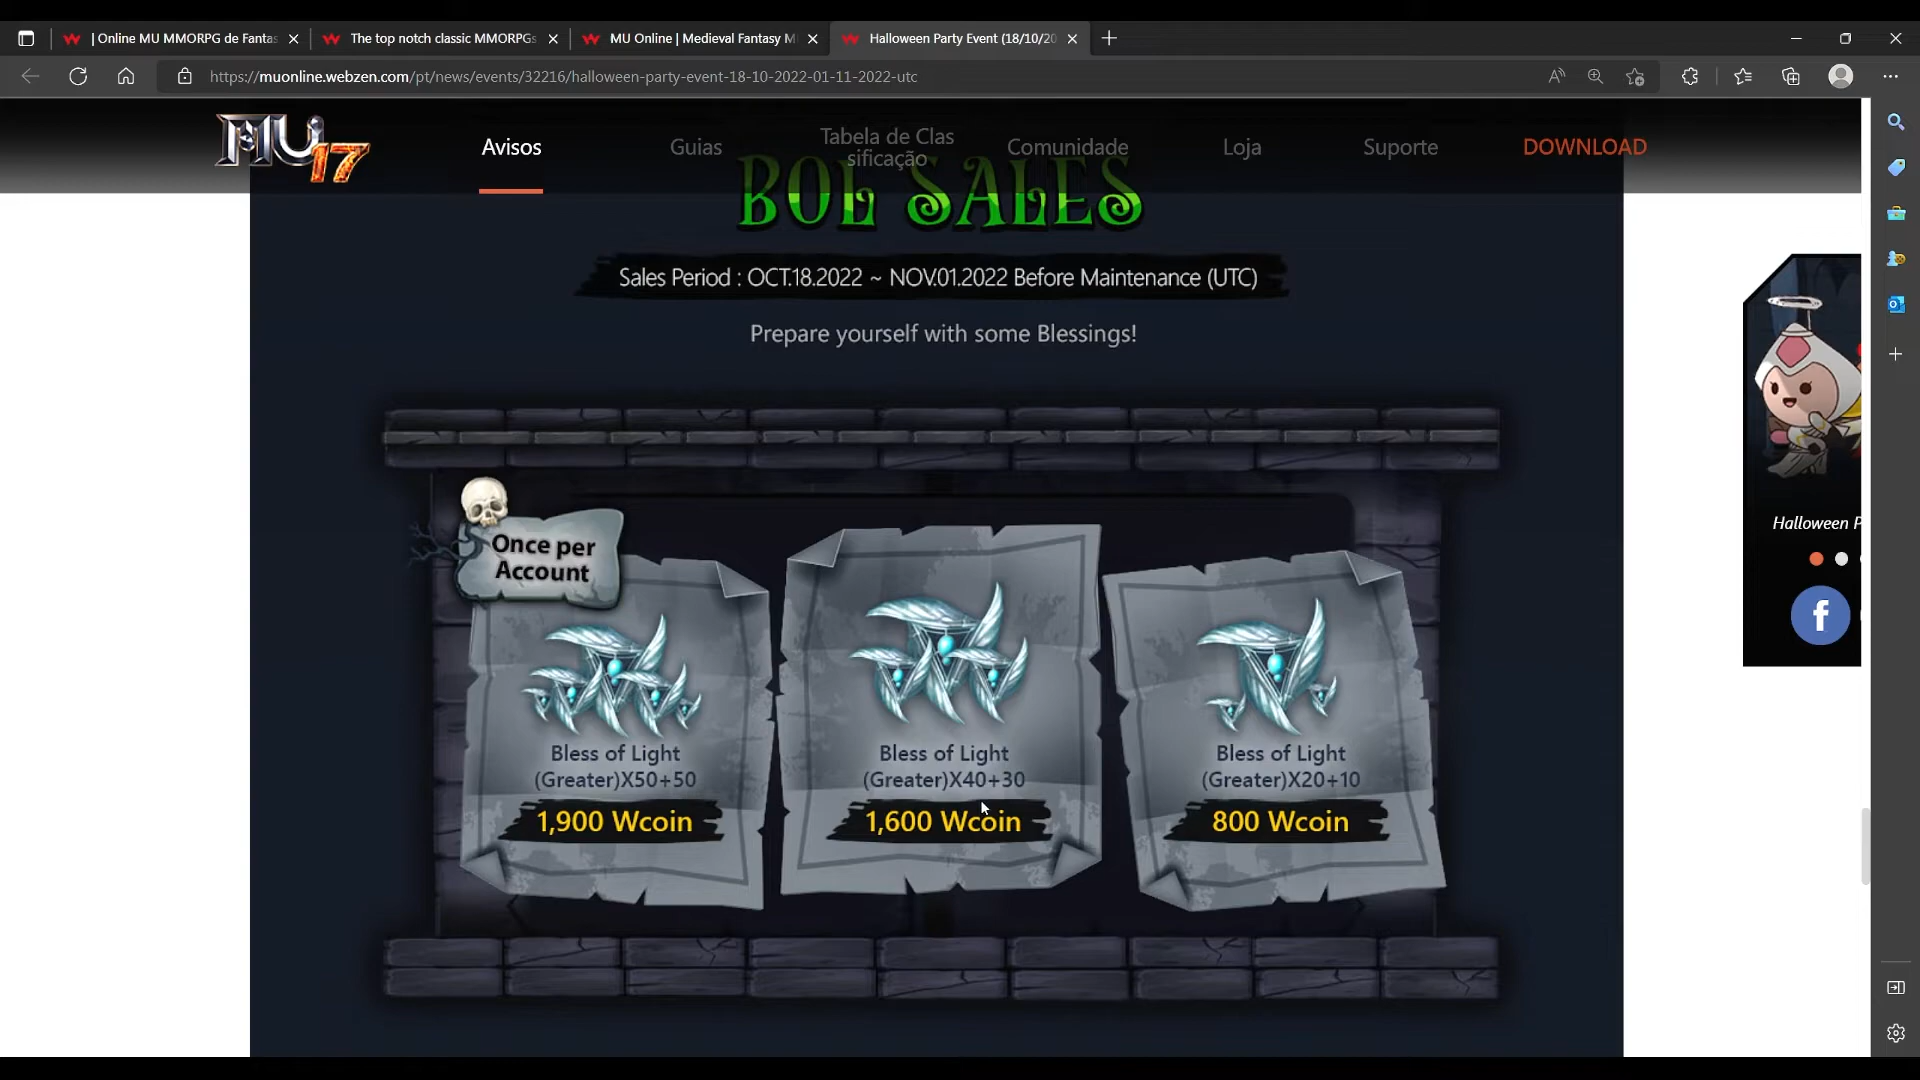 | Online MU MMORPG de Fantas
The top notch classic MMORPGs
MU Online | Medieval Fantasy M
Halloween Party Event (18/10/20
https://muonline.webzen.com/pt/news/events/32216/halloween-party-event-18-10-2022-01-11-2022-utc
MU 17
Avisos
Guias
Tabela de Clas
sificação
Comunidade
Loja
Suporte
DOWNLOAD
BOL SALES
Sales Period : OCT.18.2022 ~ NOV.01.2022 Before Maintenance (UTC)
Prepare yourself with some Blessings!
Once per
Account
Bless of Light
(Greater)X50+50
1,900 Wcoin
Bless of Light
(Greater)X40+30
1,600 Wcoin
Bless of Light
(Greater)X20+10
800 Wcoin
Halloween P
f